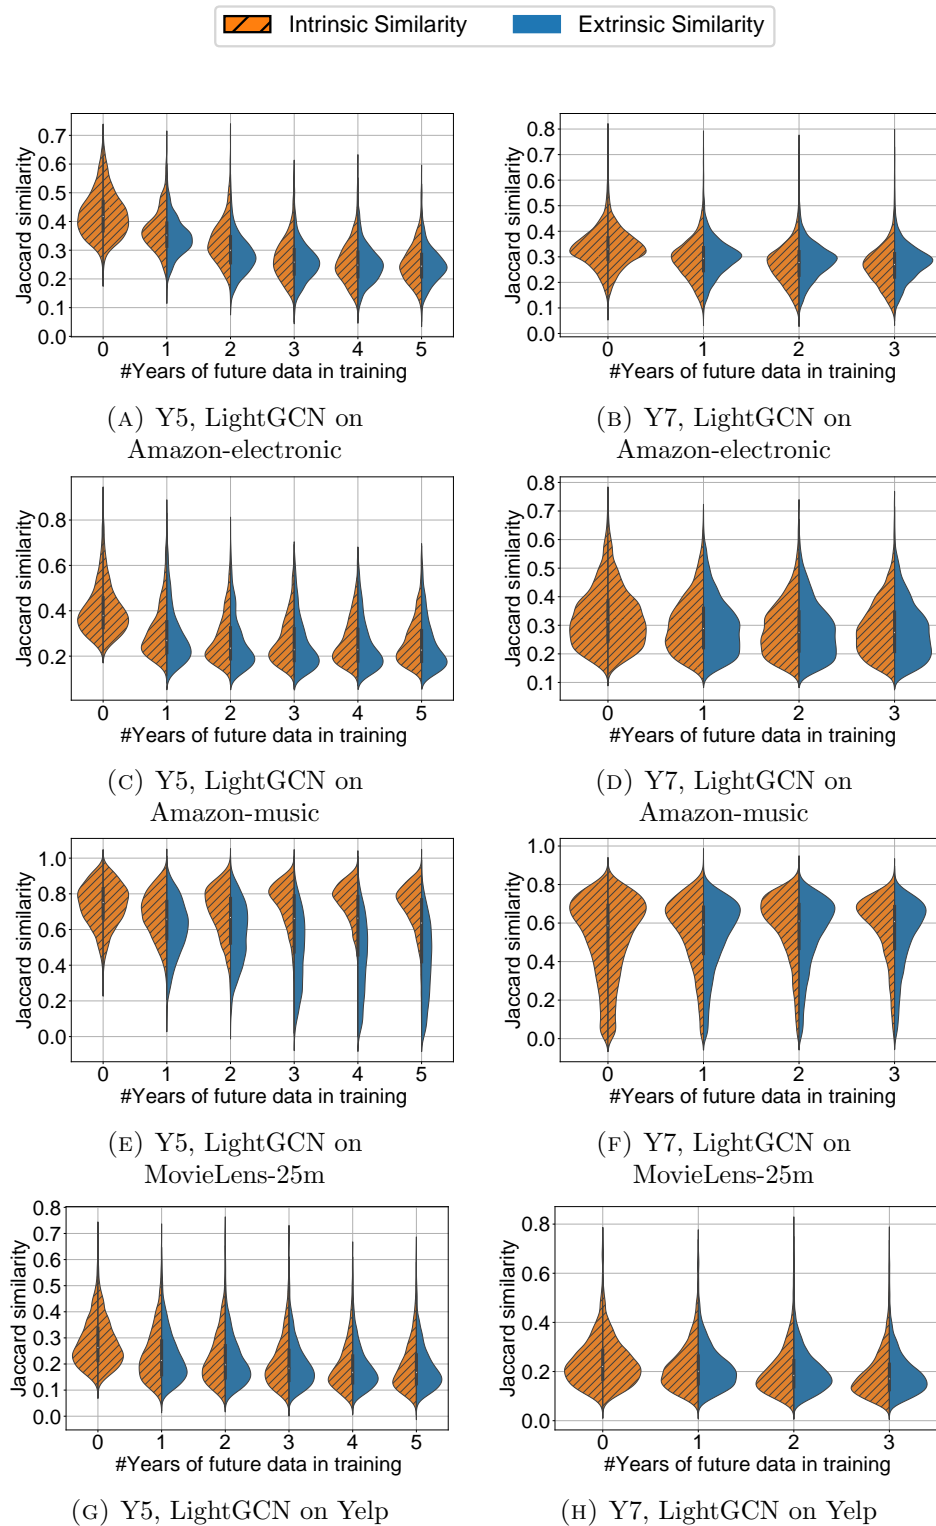 Intrinsic Similarity Extrinsic Similarity
Jaccard similarity
0.7
0.6
0.5
0.4
0.3
0.2
0.1
0.0
0 1 2 3 4 5
#Years of future data in training
(A) Y5, LightGCN on
Amazon-electronic
Jaccard similarity
0.8
0.7
0.6
0.5
0.4
0.3
0.2
0.1
0.0
0 1 2 3
#Years of future data in training
(B) Y7, LightGCN on
Amazon-electronic
Jaccard similarity
0.8
0.6
0.4
0.2
0 1 2 3 4 5
#Years of future data in training
(C) Y5, LightGCN on
Amazon-music
Jaccard similarity
0.8
0.7
0.6
0.5
0.4
0.3
0.2
0.1
0 1 2 3
#Years of future data in training
(D) Y7, LightGCN on
Amazon-music
Jaccard similarity
1.0
0.8
0.6
0.4
0.2
0.0
0 1 2 3 4 5
#Years of future data in training
(E) Y5, LightGCN on
MovieLens-25m
Jaccard similarity
1.0
0.8
0.6
0.4
0.2
0.0
0 1 2 3
#Years of future data in training
(F) Y7, LightGCN on
MovieLens-25m
Jaccard similarity
0.8
0.7
0.6
0.5
0.4
0.3
0.2
0.1
0.0
0 1 2 3 4 5
#Years of future data in training
(G) Y5, LightGCN on Yelp
Jaccard similarity
0.8
0.6
0.4
0.2
0.0
0 1 2 3
#Years of future data in training
(H) Y7, LightGCN on Yelp